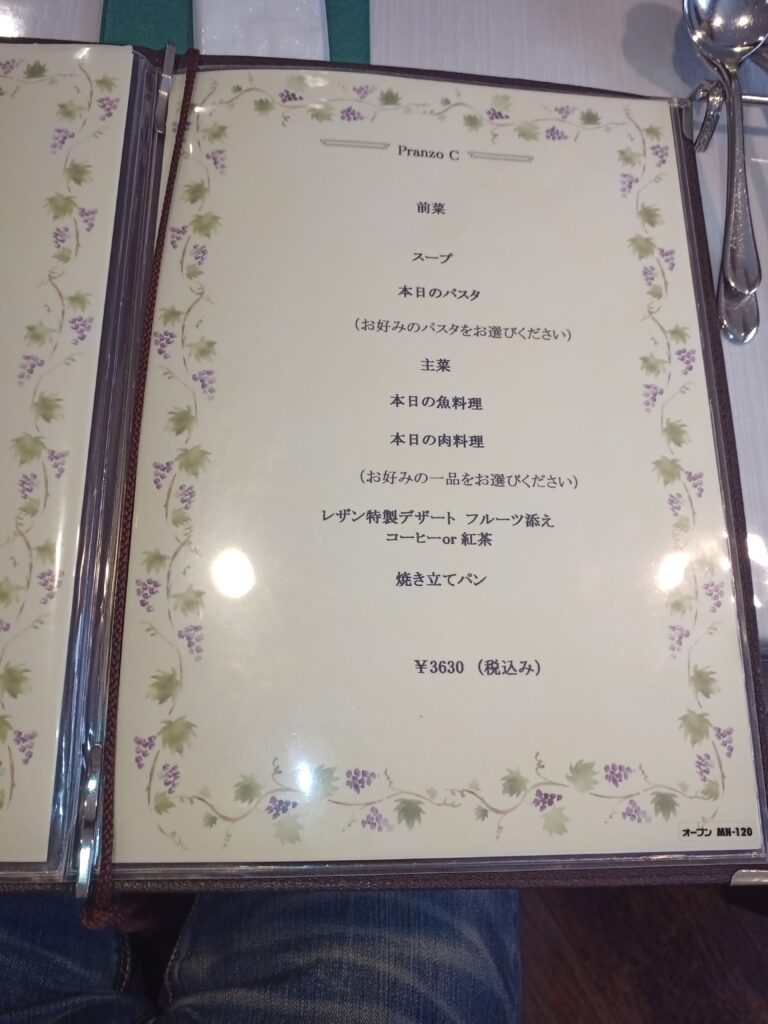 Pranzo C
前菜
スープ
本日のパスタ
(お好みのパスタをお選びください)
主菜
本日の魚料理
本日の肉料理
(お好みの一品をお選びください)
レザン特製デザート フルーツ添え
コーヒーor 紅茶
焼き立てパン
￥3630 (税込み)
オープン MN-120